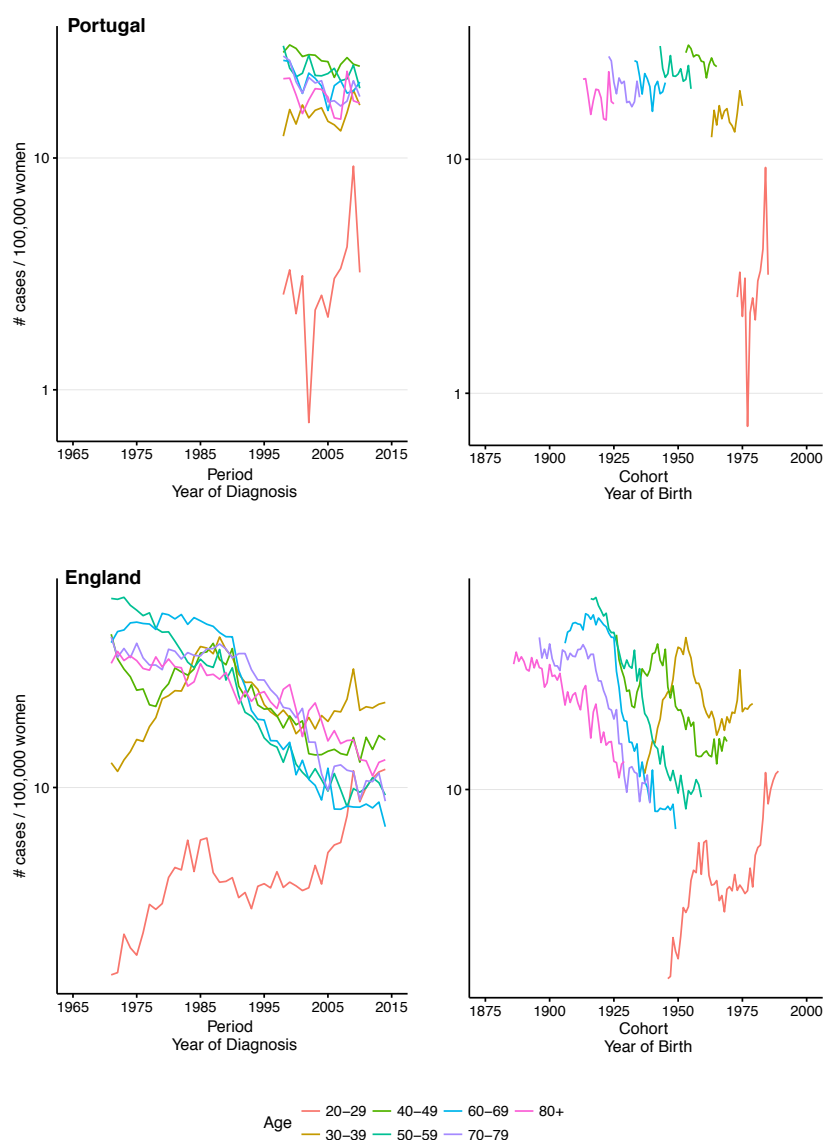 Portugal
# cases / 100,000 women
10
1
1965 1975 1985 1995 2005 2015
Period
Year of Diagnosis
10
1
1875 1900 1925 1950 1975 2000
Cohort
Year of Birth
England
# cases / 100,000 women
10
1965 1975 1985 1995 2005 2015
Period
Year of Diagnosis
10
1875 1900 1925 1950 1975 2000
Cohort
Year of Birth
Age
20−29 40−49 60−69 80+
30−39 50−59 70−79